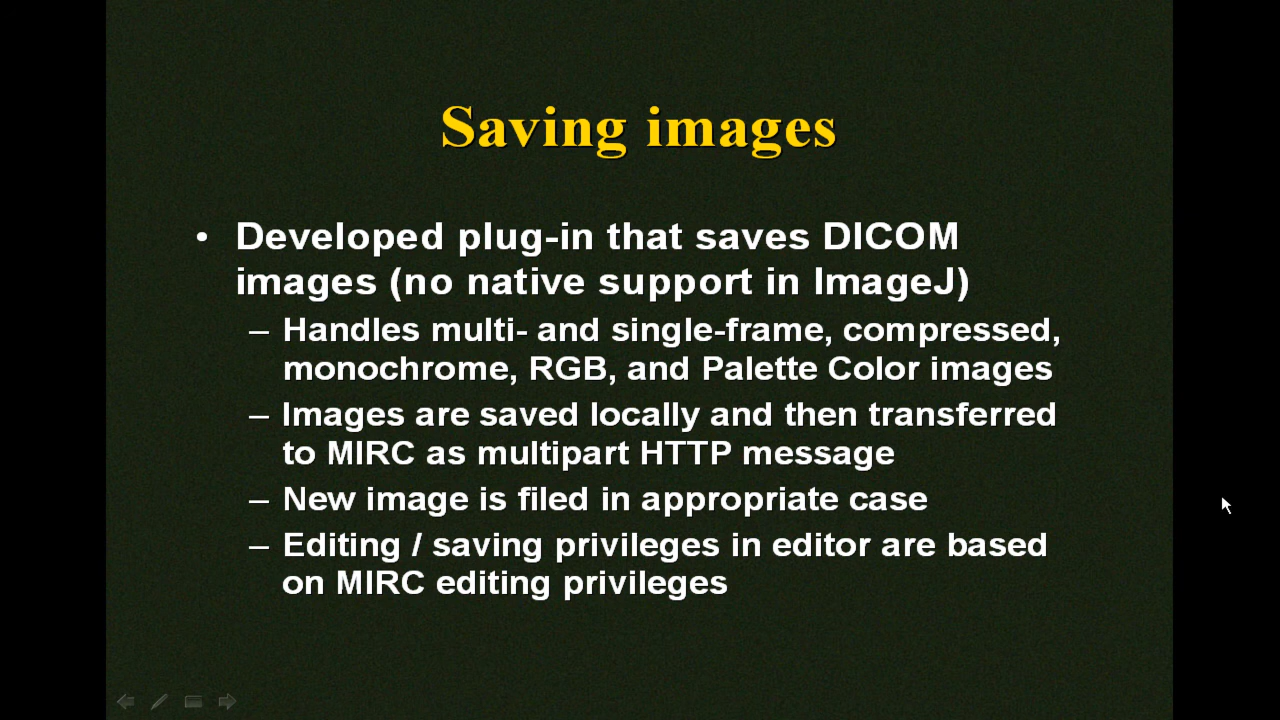 Saving images
• Developed plug-in that saves DICOM
images (no native support in ImageJ)
– Handles multi- and single-frame, compressed,
monochrome, RGB, and Palette Color images
– Images are saved locally and then transferred
to MIRC as multipart HTTP message
– New image is filed in appropriate case
– Editing / saving privileges in editor are based
on MIRC editing privileges